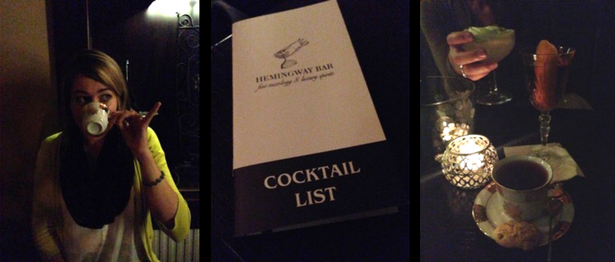 HEMINGWAY BAR
fine mixology & luxury spirits
COCKTAIL
LIST